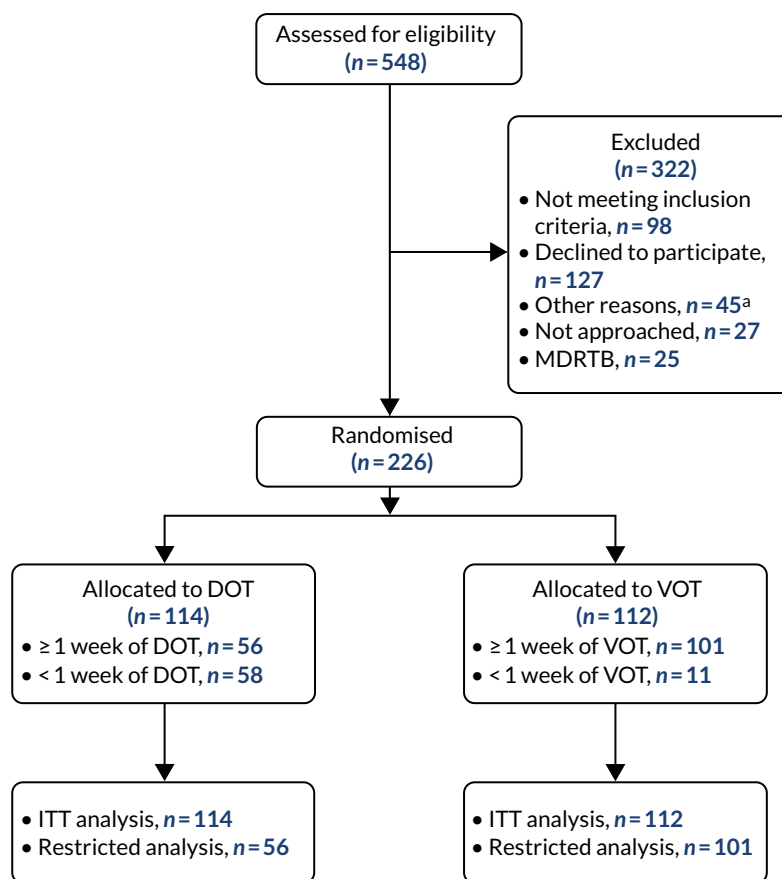 Assessed for eligibility
(n = 548)
Excluded
(n = 322)
• Not meeting inclusion
criteria, n = 98
• Declined to participate,
n = 127
• Other reasons, n = 45a
• Not approached, n = 27
• MDRTB, n = 25
Randomised
(n = 226)
Allocated to DOT
(n = 114)
• ≥ 1 week of DOT, n = 56
• < 1 week of DOT, n = 58
Allocated to VOT
(n = 112)
• ≥ 1 week of VOT, n = 101
• < 1 week of VOT, n = 11
• ITT analysis, n = 114
• Restricted analysis, n = 56
• ITT analysis, n = 112
• Restricted analysis, n = 101